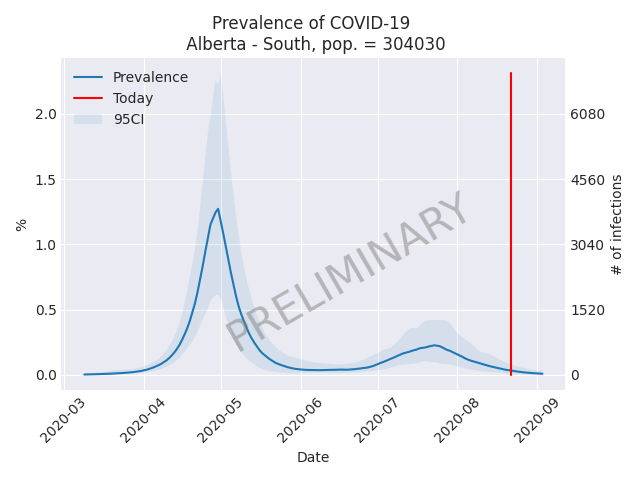 Prevalence of COVID-19
Alberta - South, pop. = 304030
Prevalence
Today
95CI
PRELIMINARY
%
2.0
1.5
1.0
0.5
0.0
6080
4560
3040
1520
0
# of infections
2020-03
2020-04
2020-05
2020-06
2020-07
2020-08
2020-09
Date